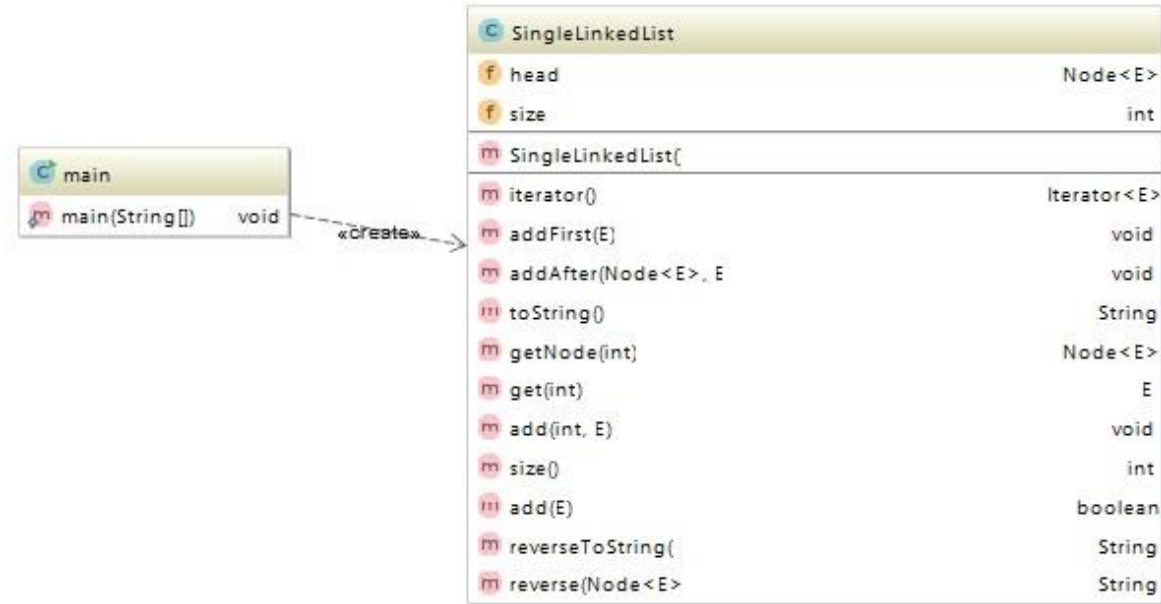 main
main(String[]) void
«create»
SingleLinkedList
head Node<E>
size int
SingleLinkedList(
iterator() Iterator<E>
addFirst(E) void
addAfter(Node<E>, E void
toString() String
getNode(int) Node<E>
get(int) E
add(int, E) void
size() int
add(E) boolean
reverseToString( String
reverse(Node<E> String